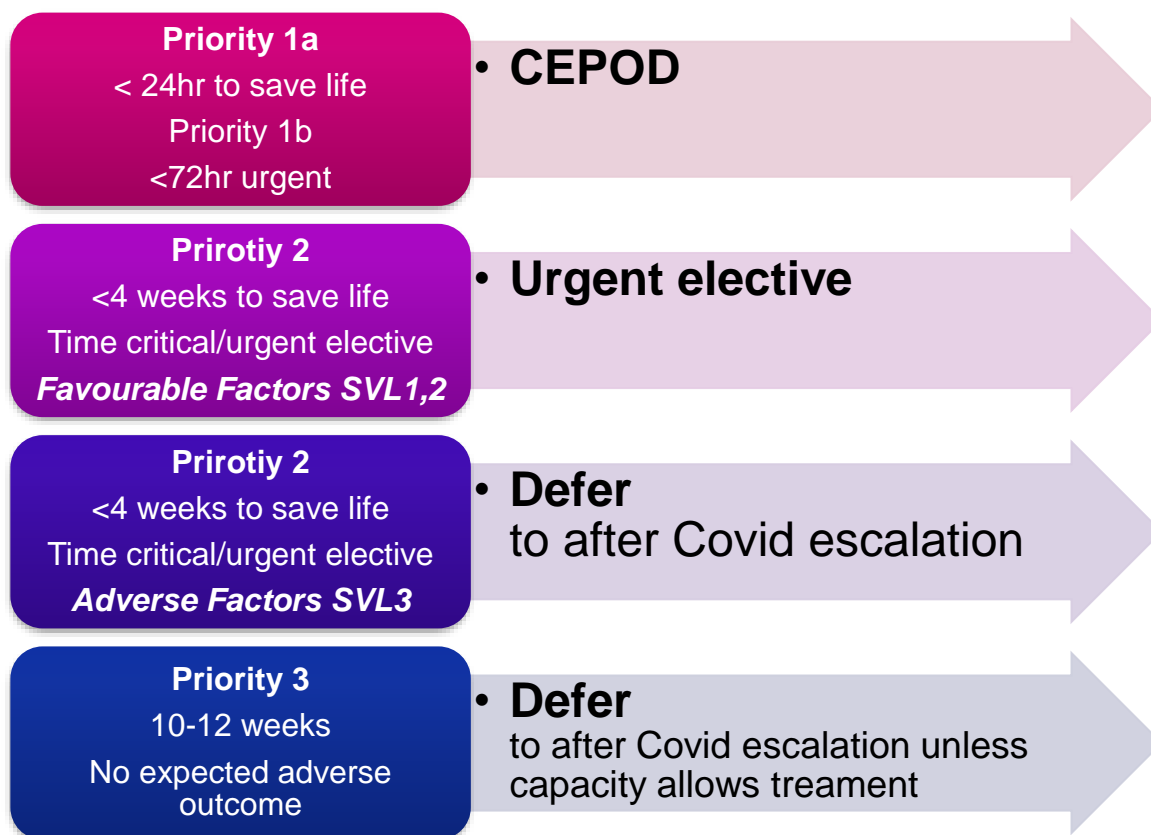 Priority 1a
< 24hr to save life
Priority 1b
<72hr urgent
• CEPOD
Prirotiy 2
<4 weeks to save life
Time critical/urgent elective
Favourable Factors SVL1,2
• Urgent elective
Prirotiy 2
<4 weeks to save life
Time critical/urgent elective
Adverse Factors SVL3
• Defer
to after Covid escalation
Priority 3
10-12 weeks
No expected adverse
outcome
• Defer
to after Covid escalation unless
capacity allows treament